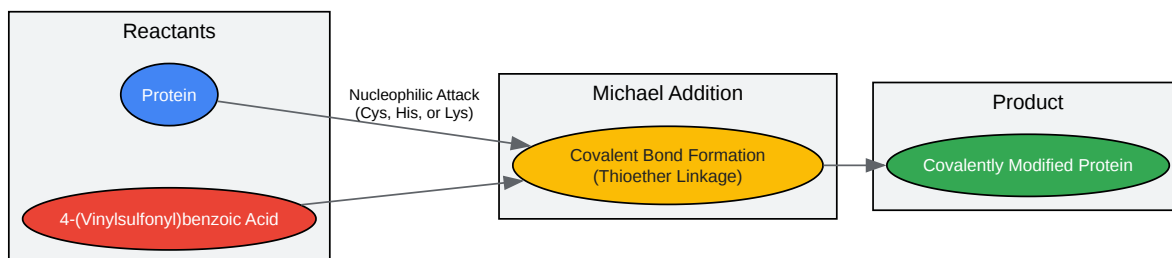 Reactants
Protein
4-(Vinylsulfonyl)benzoic Acid
Nucleophilic Attack
(Cys, His, or Lys)
Michael Addition
Covalent Bond Formation
(Thioether Linkage)
Product
Covalently Modified Protein